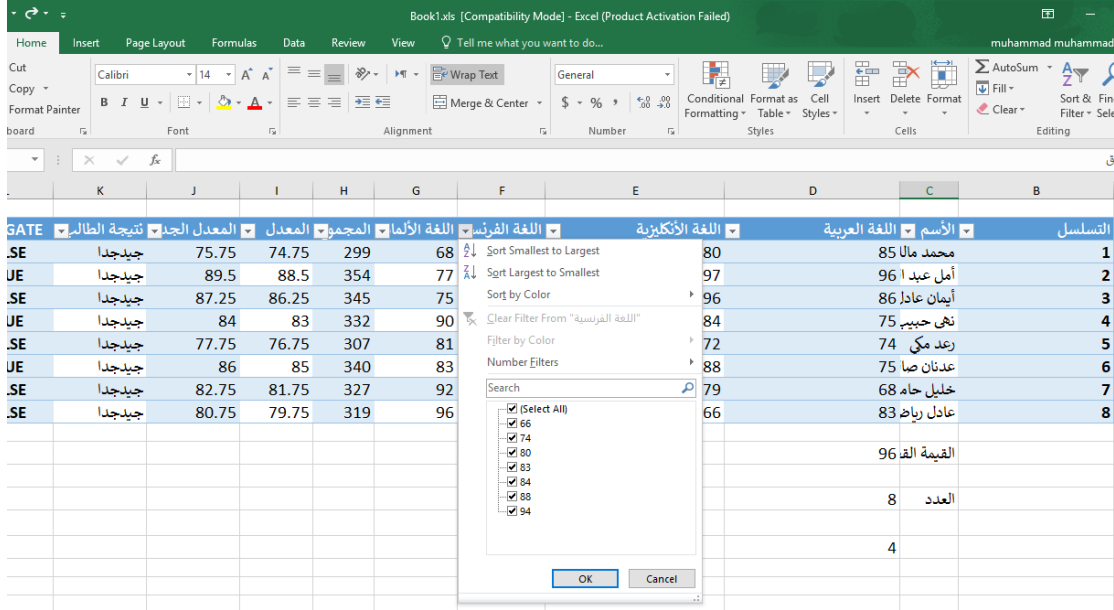 Book1.xls [Compatibility Mode] - Excel (Product Activation Failed)
Home Insert Page Layout Formulas Data Review View Tell me what you want to do... muhammad muhammad
Cut
Copy
Format Painter
board
Calibri 14
B I U
Font
Wrap Text
Merge & Center
Alignment
General
$ % ,
Number
Conditional Formatting
Format as Table
Cell Styles
Styles
Insert Delete Format
Cells
AutoSum
Fill
Clear
Sort & Filter
Fin
Sele
Editing
fx
K J I H G F E D C B
التسلسل الأسم اللغة العربية اللغة الأنكليزية اللغة الفرنس اللغة الألما المجمو المعدل المعدل الجد نتيجة الطالب GATE
1 محمد مال 85 80 68 299 74.75 75.75 جيدجدا LSE
2 أمل عبد ا 96 97 77 354 88.5 89.5 جيدجدا UE
3 أيمان عادل 86 96 75 345 86.25 87.25 جيدجدا LSE
4 نهى حبيب 75 84 90 332 83 84 جيدجدا UE
5 رعد مكي 74 72 81 307 76.75 77.75 جيدجدا LSE
6 عدنان صا 75 88 83 340 85 86 جيدجدا UE
7 خليل حام 68 79 92 327 81.75 82.75 جيدجدا LSE
8 عادل رياض 83 66 96 319 79.75 80.75 جيدجدا LSE
القيمة الق 96
العدد 8
4
Sort Smallest to Largest
Sort Largest to Smallest
Sort by Color
Clear Filter From "اللغة الفرنسية"
Filter by Color
Number Filters
Search
(Select All)
66
74
80
83
84
88
94
OK Cancel